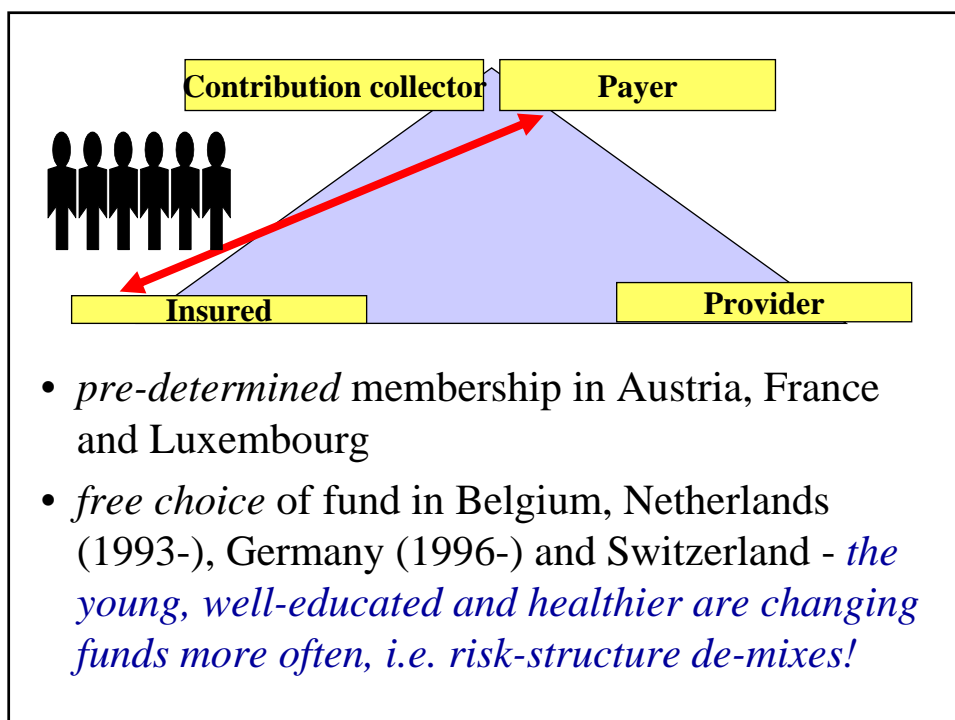 Contribution collector
Payer
Insured
Provider
• pre-determined membership in Austria, France
and Luxembourg
• free choice of fund in Belgium, Netherlands
(1993-), Germany (1996-) and Switzerland - the
young, well-educated and healthier are changing
funds more often, i.e. risk-structure de-mixes!